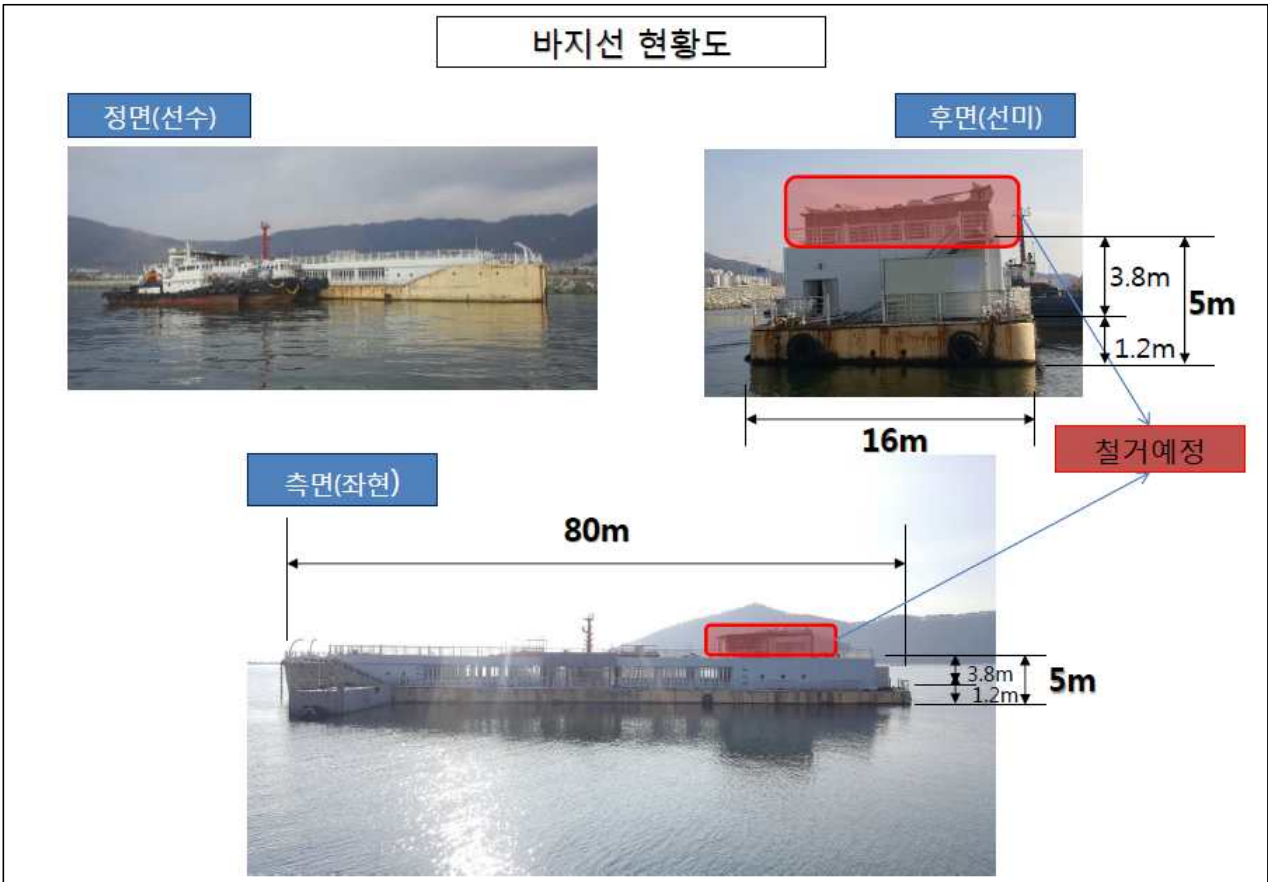 바지선 현황도
정면(선수)
후면(선미)
3.8m
5m
1.2m
16m
철거예정
측면(좌현)
80m
3.8m
5m
1.2m